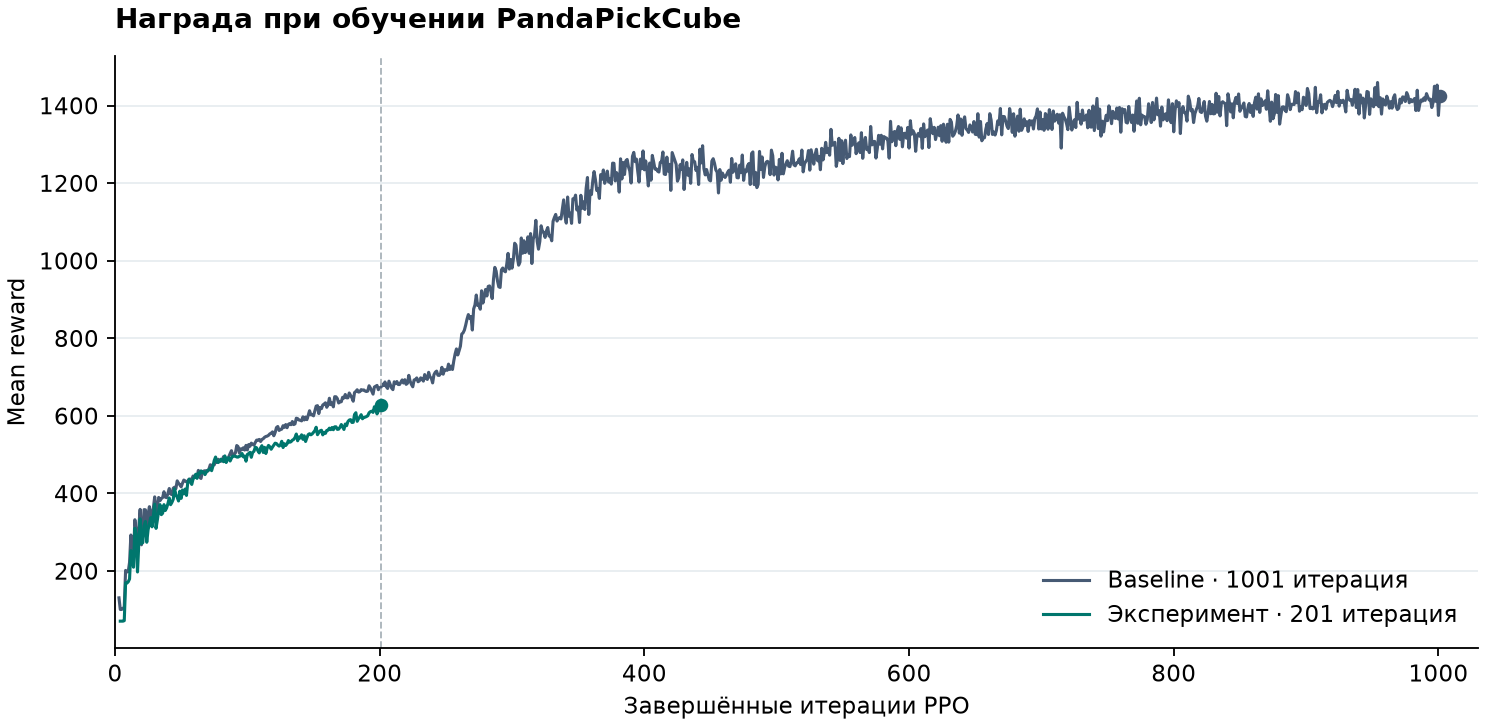 Награда при обучении PandaPickCube
Mean reward
1400
1200
1000
800
600
400
200
0
200
400
600
800
1000
Завершённые итерации PPO
Baseline · 1001 итерация
Эксперимент · 201 итерация